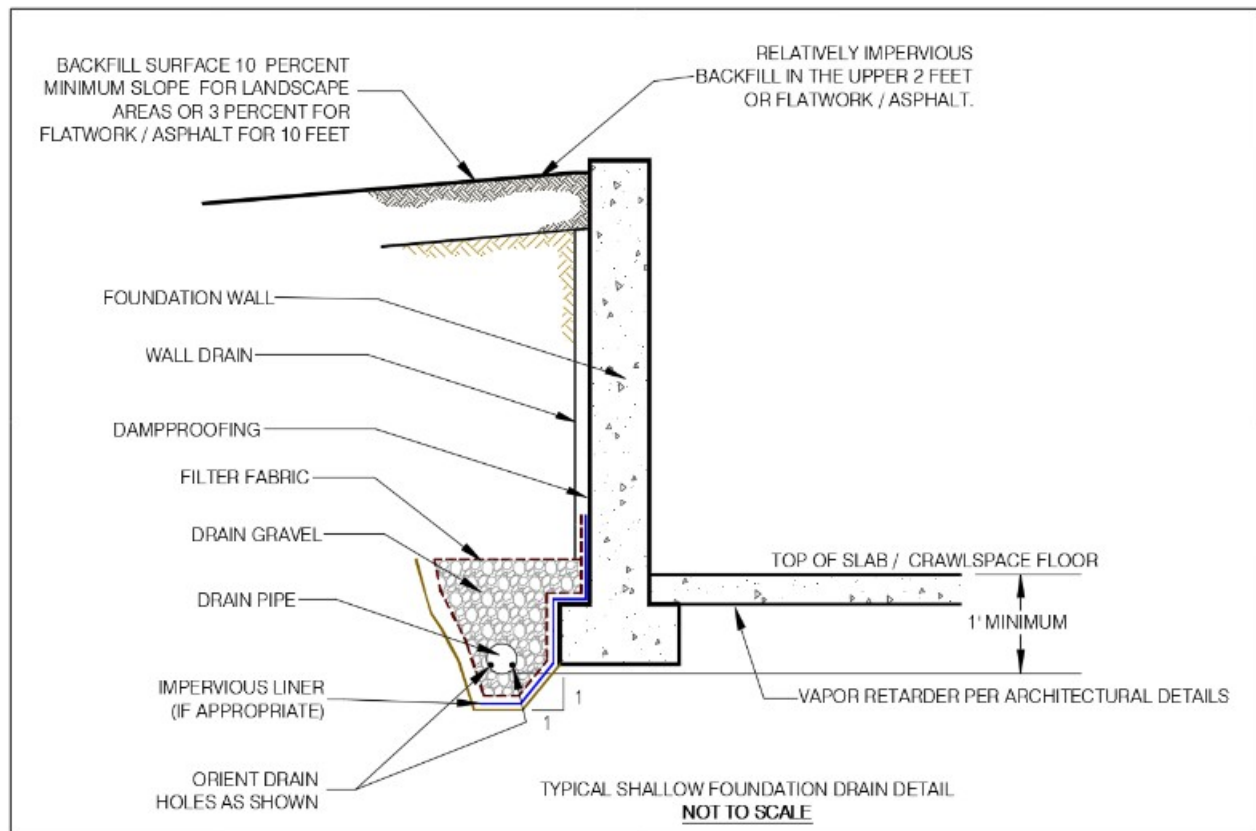 BACKFILL SURFACE 10 PERCENT
MINIMUM SLOPE FOR LANDSCAPE
AREAS OR 3 PERCENT FOR
FLATWORK / ASPHALT FOR 10 FEET
RELATIVELY IMPERVIOUS
BACKFILL IN THE UPPER 2 FEET
OR FLATWORK / ASPHALT.
FOUNDATION WALL
WALL DRAIN
DAMPPROOFING
FILTER FABRIC
DRAIN GRAVEL
DRAIN PIPE
IMPERVIOUS LINER
(IF APPROPRIATE)
ORIENT DRAIN
HOLES AS SHOWN
TOP OF SLAB / CRAWLSPACE FLOOR
1' MINIMUM
VAPOR RETARDER PER ARCHITECTURAL DETAILS
1
1
TYPICAL SHALLOW FOUNDATION DRAIN DETAIL
NOT TO SCALE